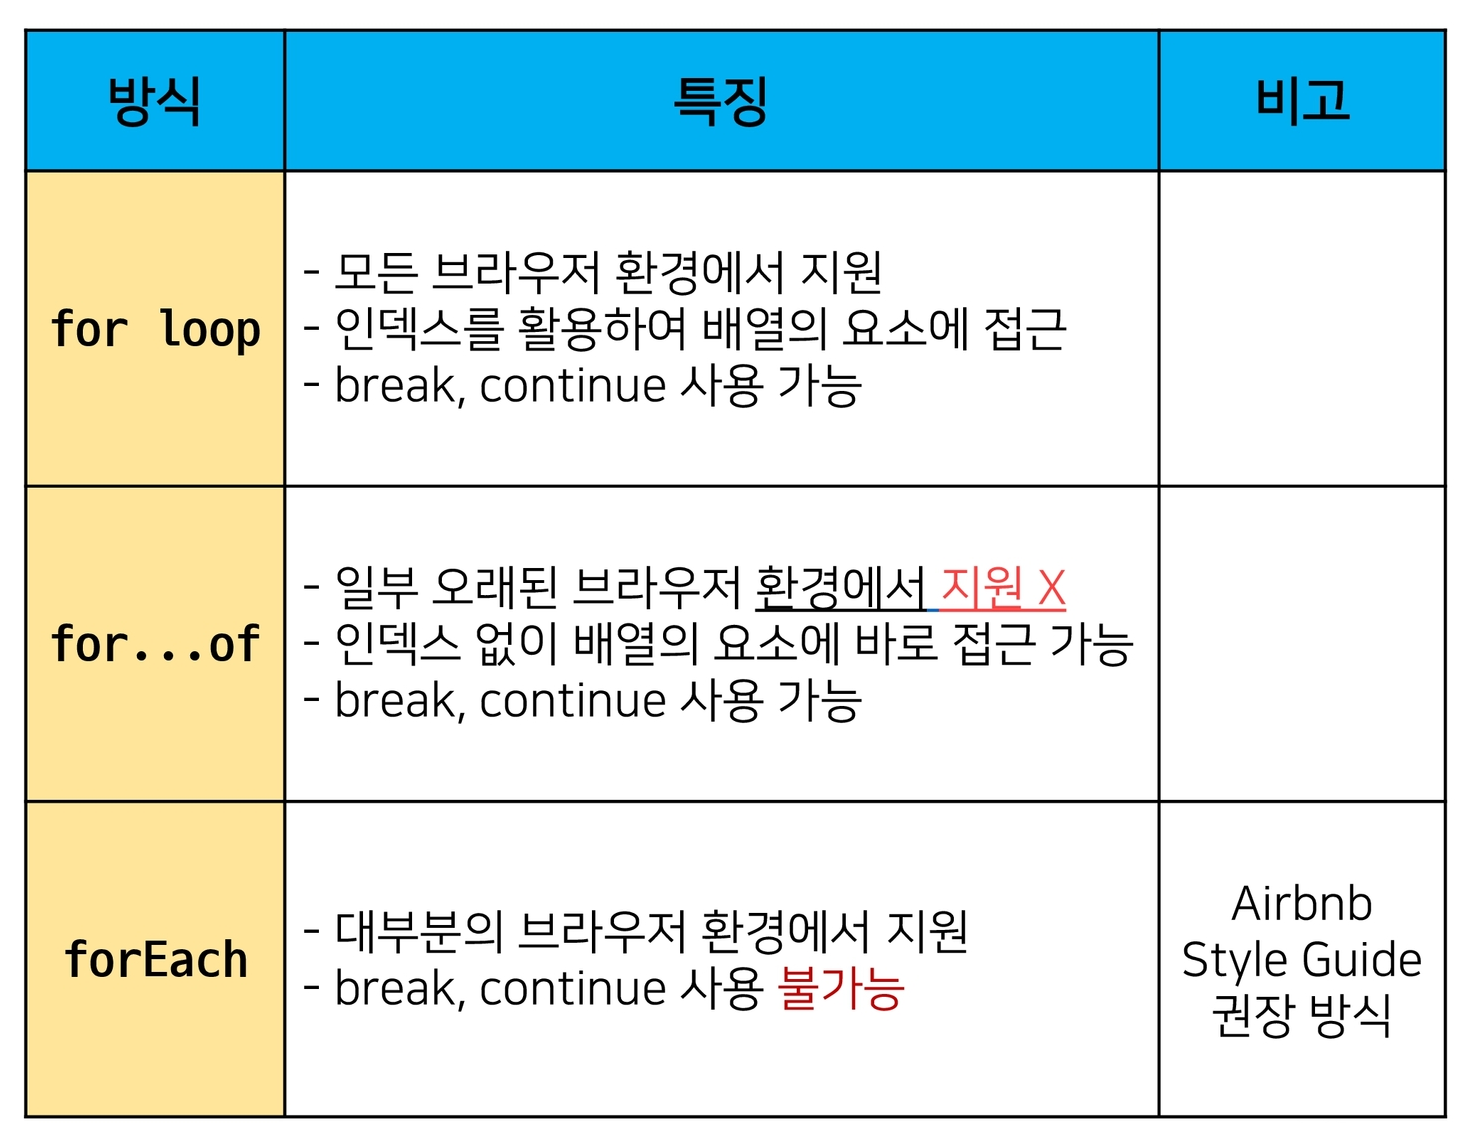 방식 특징 비고
for loop
- 모든 브라우저 환경에서 지원
- 인덱스를 활용하여 배열의 요소에 접근
- break, continue 사용 가능
for...of
- 일부 오래된 브라우저 환경에서 지원 X
- 인덱스 없이 배열의 요소에 바로 접근 가능
- break, continue 사용 가능
forEach
- 대부분의 브라우저 환경에서 지원
- break, continue 사용 불가능
Airbnb
Style Guide
권장 방식